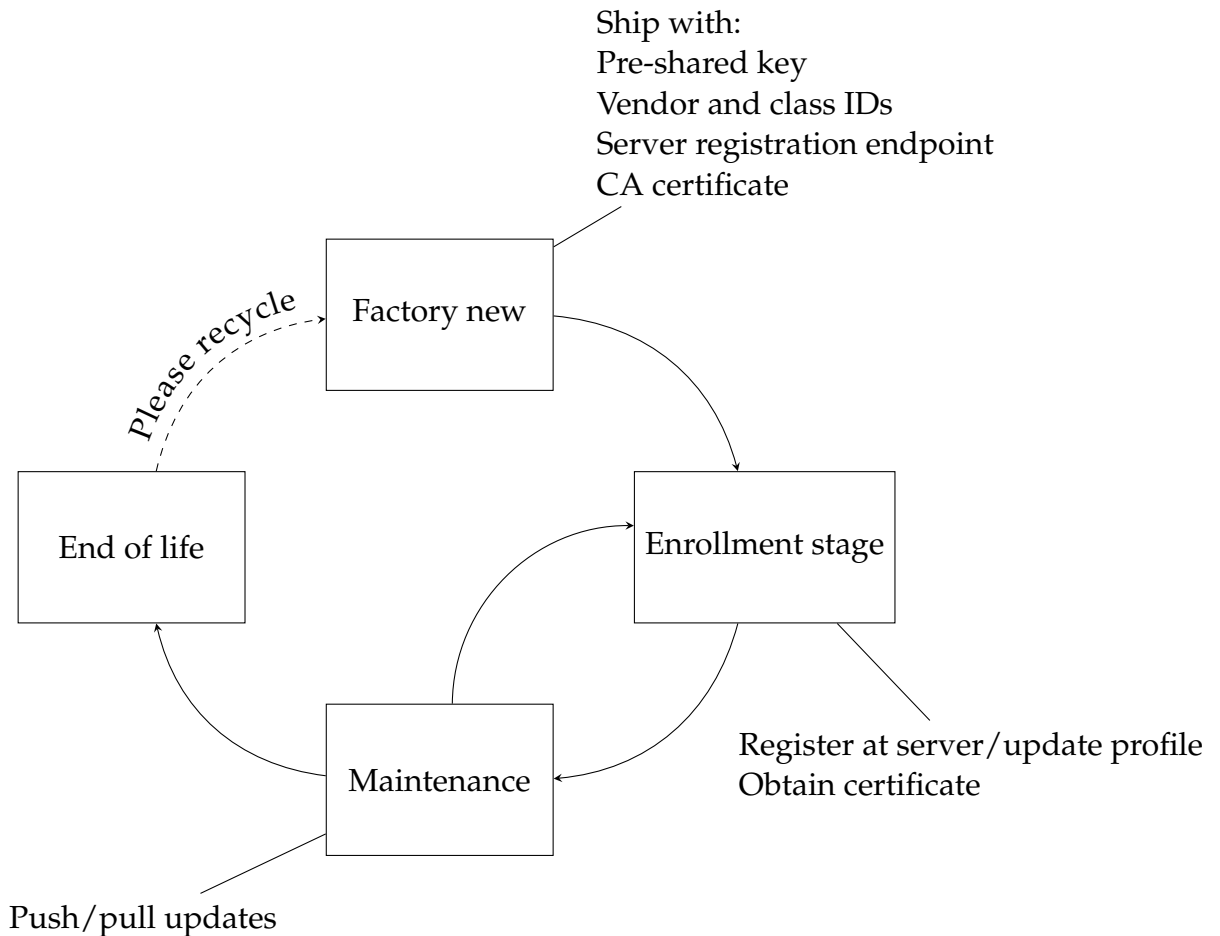 Ship with:
Pre-shared key
Vendor and class IDs
Server registration endpoint
CA certificate
Factory new
Please recycle
End of life
Enrollment stage
Register at server/update profile
Obtain certificate
Maintenance
Push/pull updates